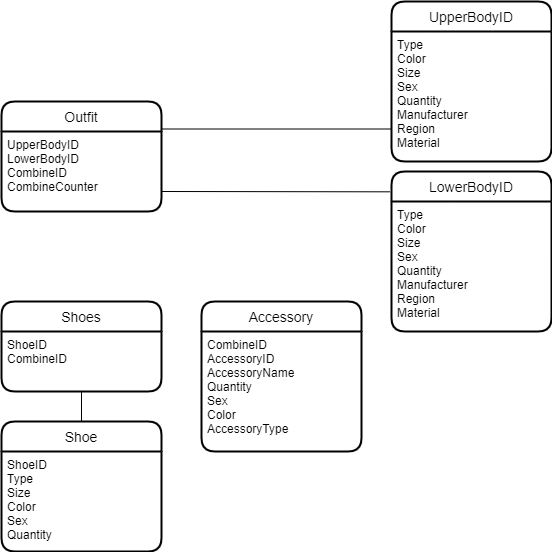 UpperBodyID
Type
Color
Size
Sex
Quantity
Manufacturer
Region
Material
Outfit
UpperBodyID
LowerBodyID
CombineID
CombineCounter
LowerBodyID
Type
Color
Size
Sex
Quantity
Manufacturer
Region
Material
Shoes
ShoeID
CombineID
Accessory
CombineID
AccessoryID
AccessoryName
Quantity
Sex
Color
AccessoryType
Shoe
ShoeID
Type
Size
Color
Sex
Quantity